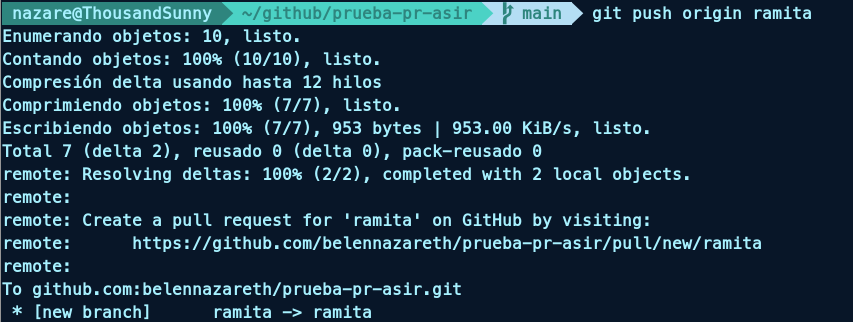 nazare@ThousandSunny ~/github/prueba-pr-asir main git push origin ramita
Enumerando objetos: 10, listo.
Contando objetos: 100% (10/10), listo.
Compresión delta usando hasta 12 hilos
Comprimiendo objetos: 100% (7/7), listo.
Escribiendo objetos: 100% (7/7), 953 bytes | 953.00 KiB/s, listo.
Total 7 (delta 2), reusado 0 (delta 0), pack-reusado 0
remote: Resolving deltas: 100% (2/2), completed with 2 local objects.
remote:
remote: Create a pull request for 'ramita' on GitHub by visiting:
remote:      https://github.com/belennazareth/prueba-pr-asir/pull/new/ramita
remote:
To github.com:belennazareth/prueba-pr-asir.git
 * [new branch]      ramita -> ramita